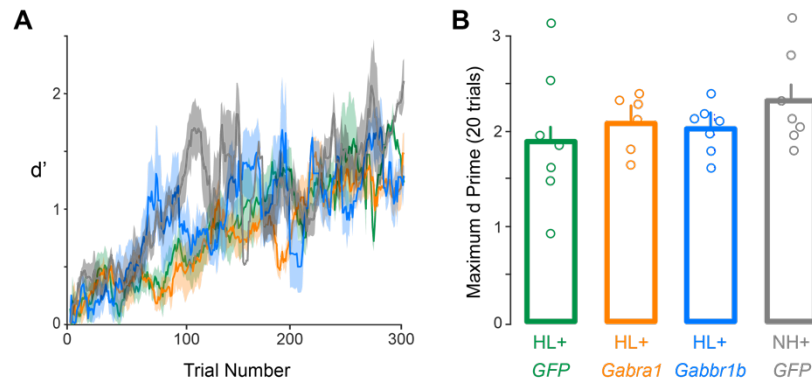 A
d'
2
1
0
0
100
200
300
Trial Number
B
Maximum d Prime (20 trials)
3
2
1
0
HL+ HL+ HL+ NH+
GFP Gabra1 Gabbr1b GFP